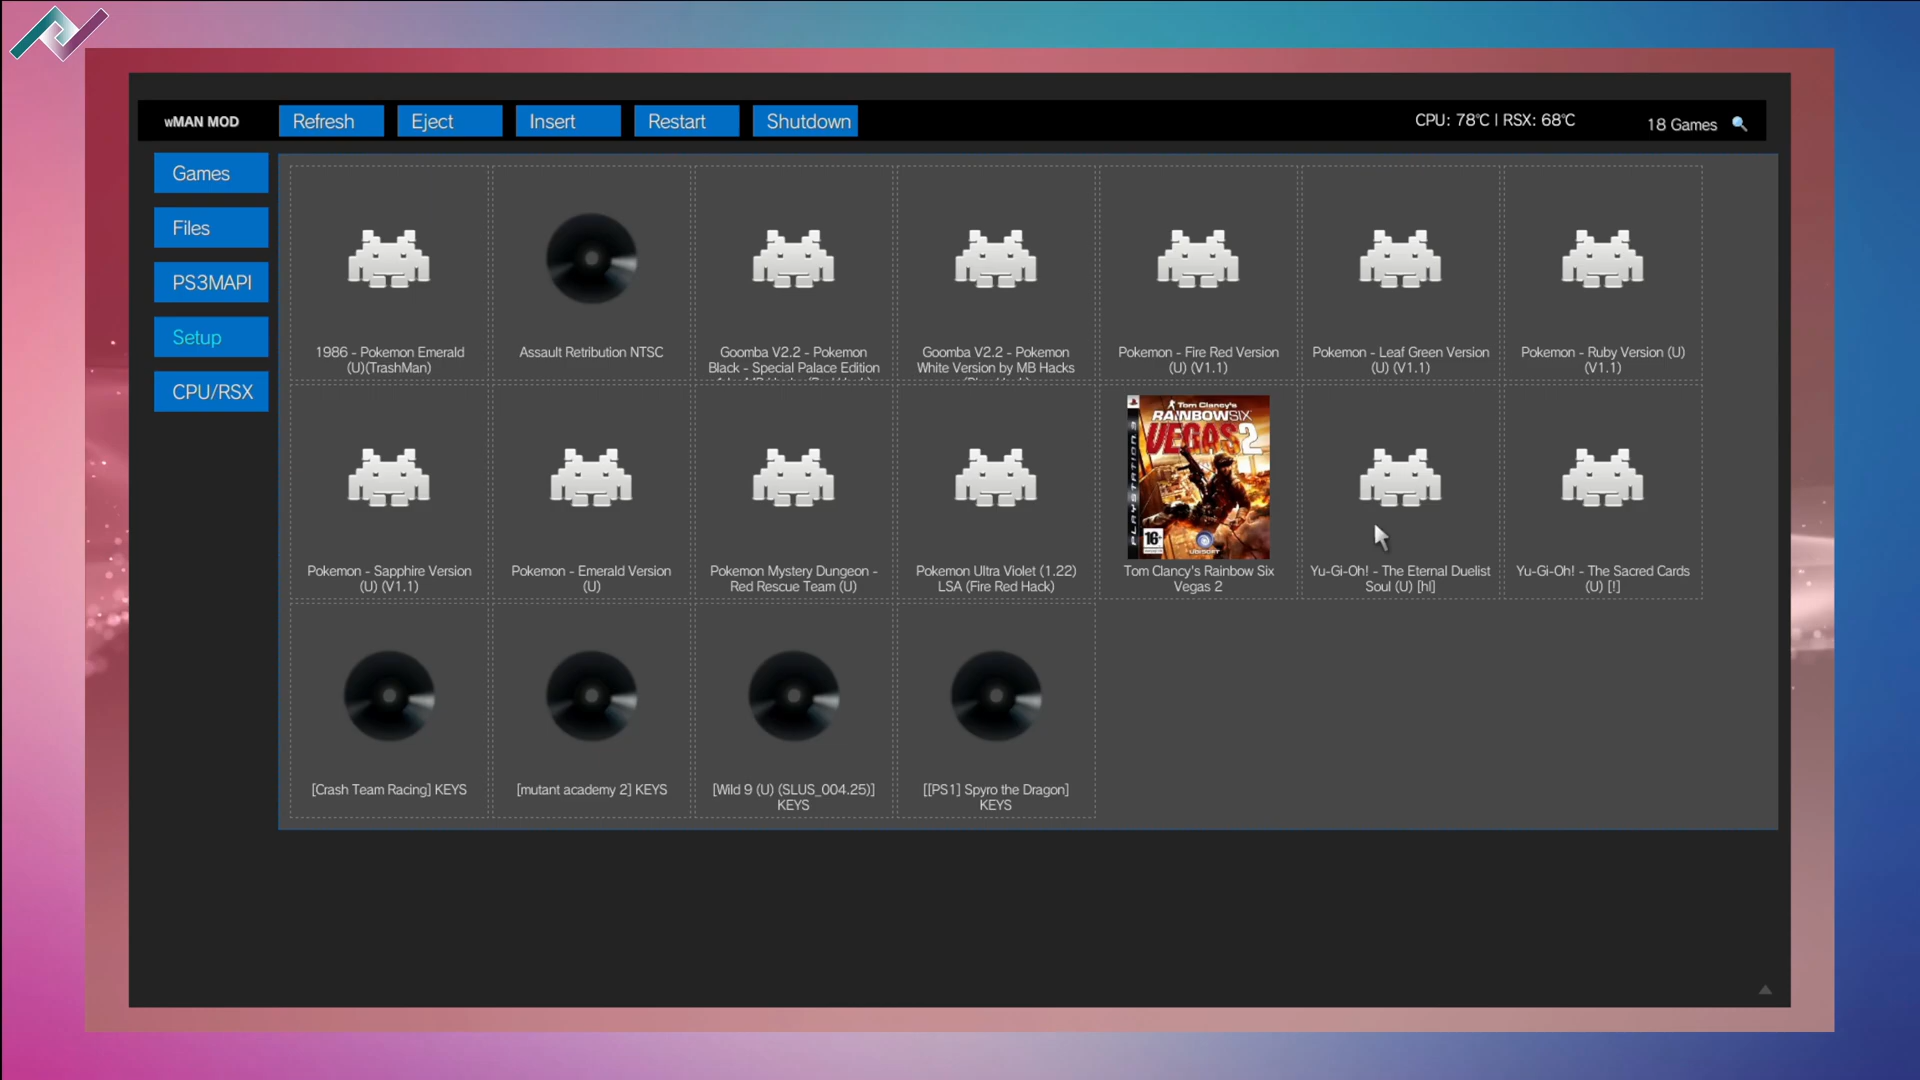 wMAN MOD
Refresh
Eject
Insert
Restart
Shutdown
CPU: 78°C | RSX: 68°C
18 Games
Games
Files
PS3MAPI
Setup
CPU/RSX
1986 - Pokemon Emerald
(U)(TrashMan)
Assault Retribution NTSC
Goomba V2.2 - Pokemon
Black - Special Palace Edition
Goomba V2.2 - Pokemon
White Version by MB Hacks
Pokemon - Fire Red Version
(U) (V1.1)
Pokemon - Leaf Green Version
(U) (V1.1)
Pokemon - Ruby Version (U)
(V1.1)
Pokemon - Sapphire Version
(U) (V1.1)
Pokemon - Emerald Version
(U)
Pokemon Mystery Dungeon -
Red Rescue Team (U)
Pokemon Ultra Violet (1.22)
LSA (Fire Red Hack)
PLAYSTATION 3
Tom Clancy's
RAINBOWSIX
VEGAS 2
16+
UBISOFT
Tom Clancy's Rainbow Six
Vegas 2
Yu-Gi-Oh! - The Eternal Duelist
Soul (U) [hI]
Yu-Gi-Oh! - The Sacred Cards
(U) [!]
[Crash Team Racing] KEYS
[mutant academy 2] KEYS
[Wild 9 (U) (SLUS_004.25)]
KEYS
[[PS1] Spyro the Dragon]
KEYS